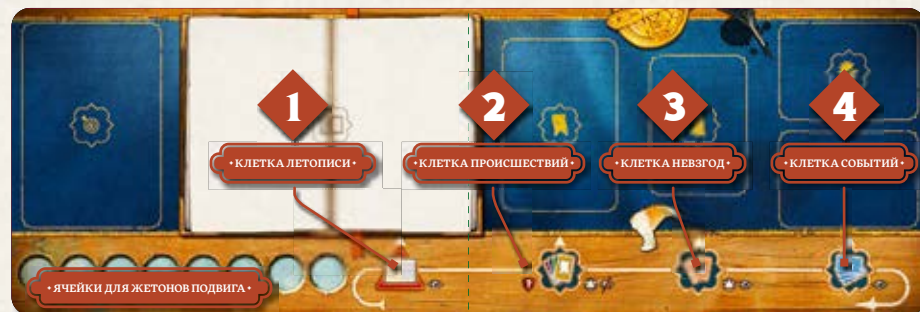 1
2
3
4
• КЛЕТКА ЛЕТОПИСИ •
• КЛЕТКА ПРОИСШЕСТВИЙ •
• КЛЕТКА НЕВЗГОД •
• КЛЕТКА СОБЫТИЙ •
• ЯЧЕЙКИ ДЛЯ ЖЕТОНОВ ПОДВИГА •